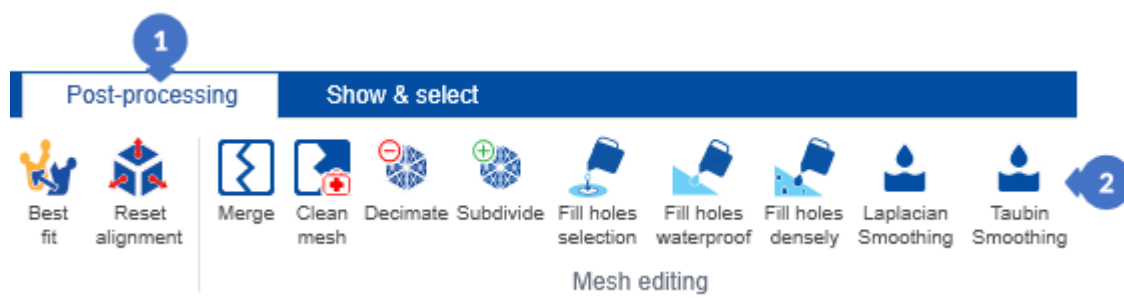 1
Post-processing Show & select
2
Best Reset Merge Clean Decimate Subdivide Fill holes Fill holes Fill holes Laplacian Taubin
fit alignment mesh selection waterproof densely Smoothing Smoothing
Mesh editing